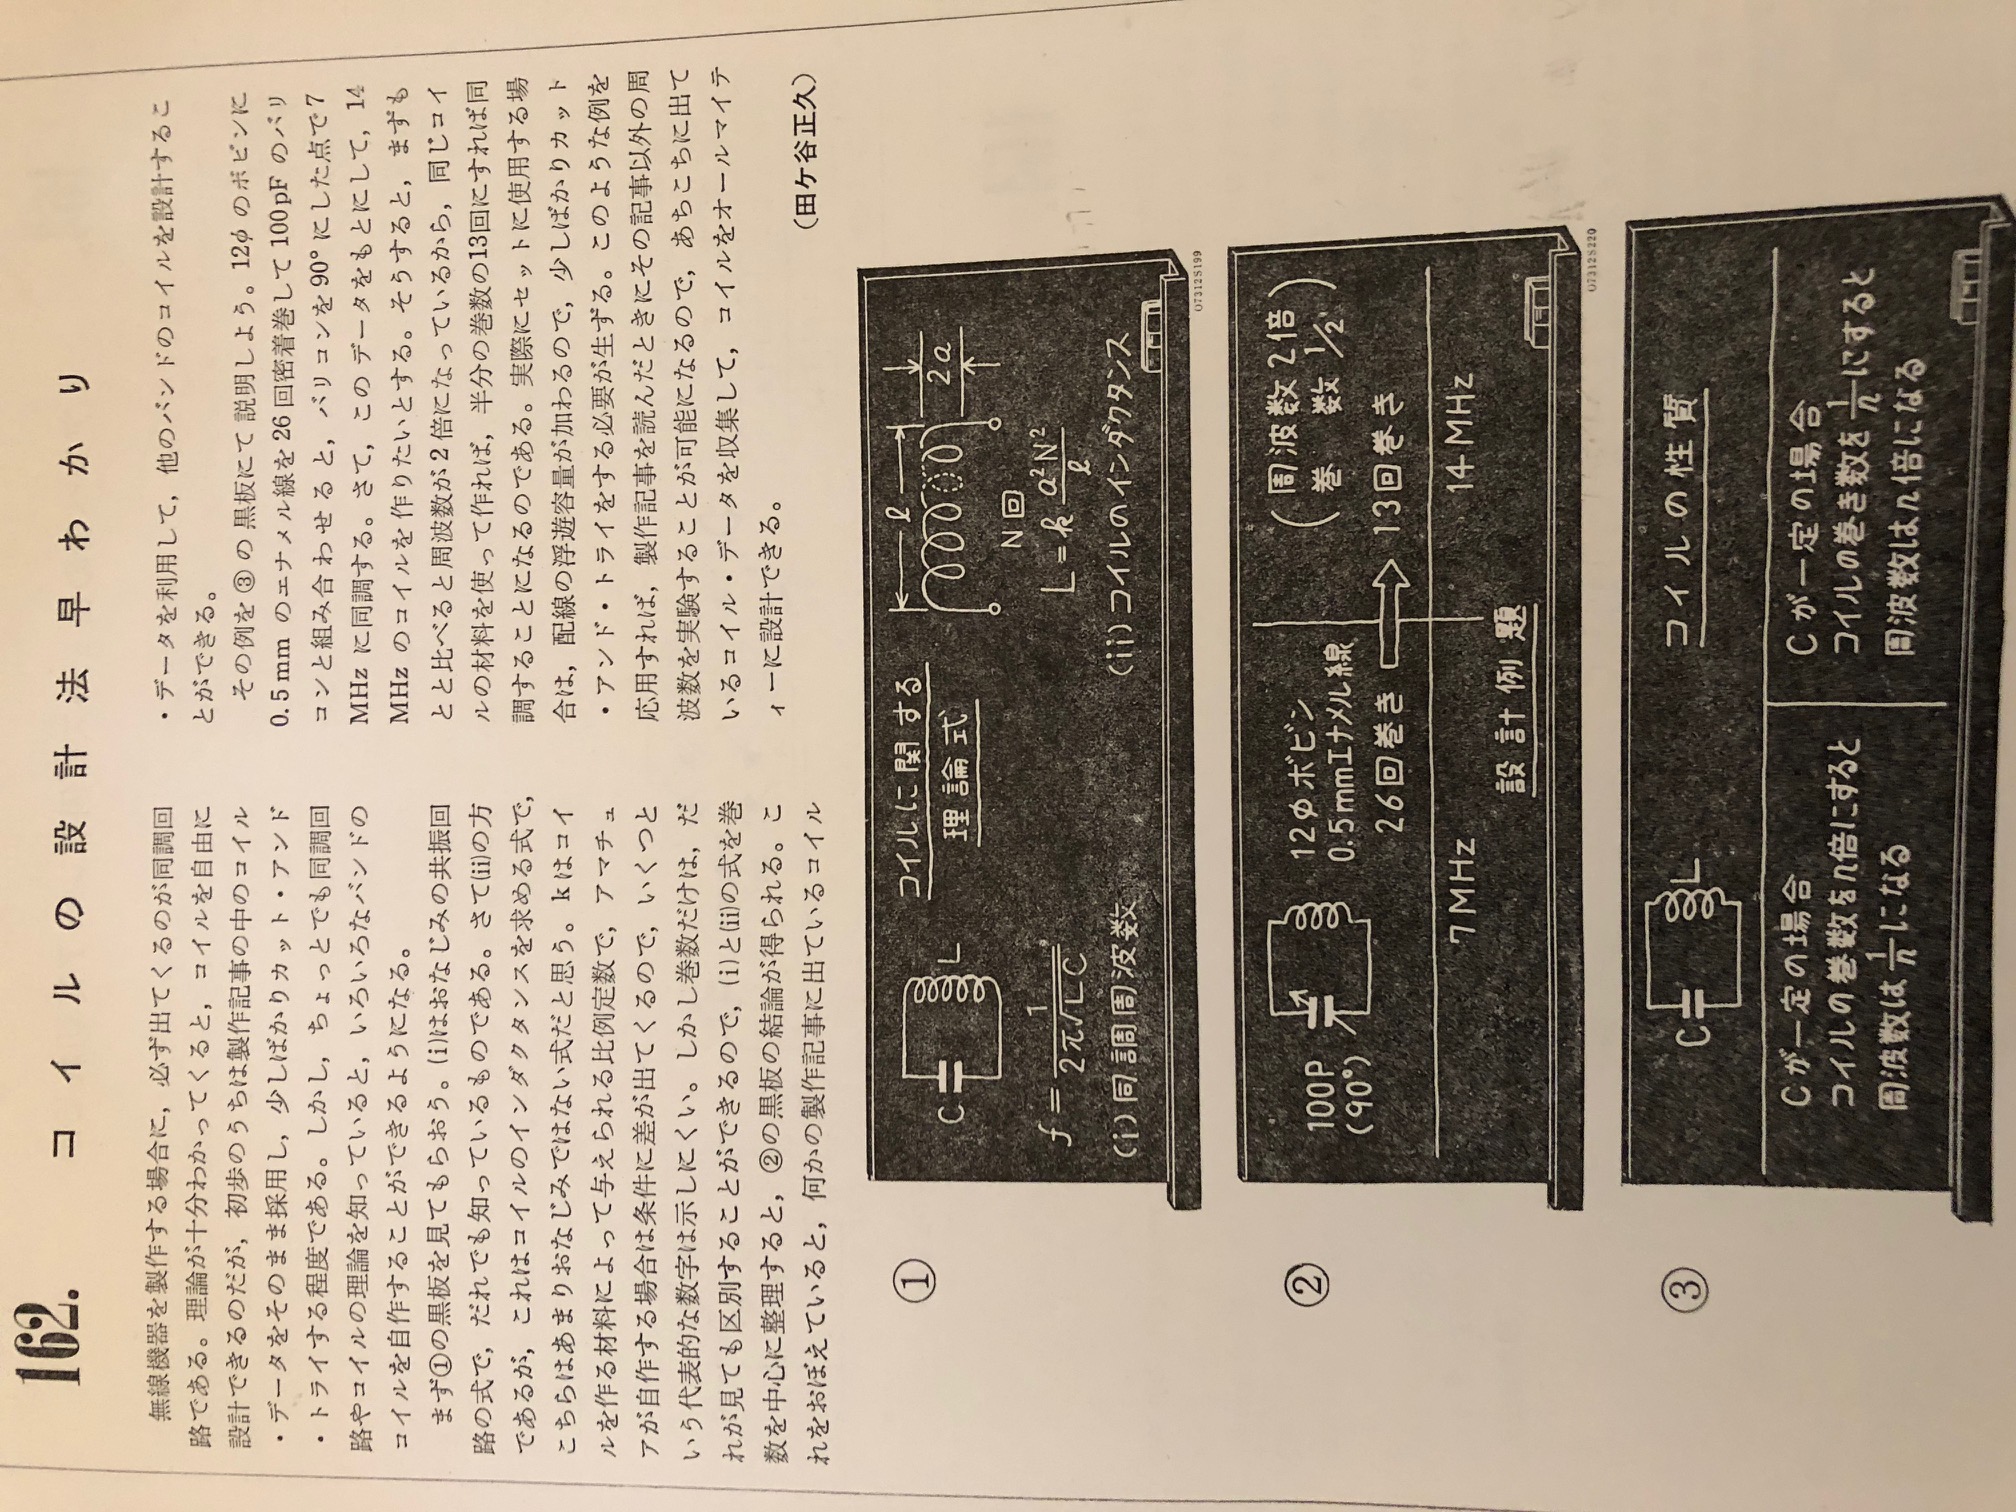 162. コイルの設計法早わかり
無線機器を製作する場合に，必ず出てくるのが同調回
路である。理論が十分わかってくると，コイルを自由に
設計できるのだが，初歩のうちは製作記事の中のコイル
・データをそのまま採用し，少しばかりカット・アンド
・トライする程度である。しかし，ちょっとでも同調回
路やコイルの理論を知っていると，いろいろなバンドの
コイルを自作することができるようになる。
まず①の黒板を見てもらおう。(i)はおなじみの共振回
路の式で，だれでも知っているものである。さて(ii)の方
であるが，これはコイルのインダクタンスを求める式で，
こちらはあまりおなじみではない式だと思う。kはコイ
ルを作る材料によって与えられる比例定数で，アマチュ
アが自作する場合は条件に差が出てくるので，いくつと
いう代表的な数字は示しにくい。しかし巻数だけは，だ
れが見ても区別することができるので，(i)と(ii)の式を巻
数を中心に整理すると，②の黒板の結論が得られる。こ
れをおぼえていると，何かの製作記事に出ているコイル
・データを利用して，他のバンドのコイルを設計するこ
とができる。
その例を③の黒板にて説明しよう。12φのボビンに
0.5mmのエナメル線を26回密着巻して100pFのバリ
コンと組み合わせると，バリコンを90°にした点で7
MHzに同調する。さて，このデータをもとにして，14
MHzのコイルを作りたいとする。そうすると，まずも
とと比べると周波数が2倍になっているから，同じコイ
ルの材料を使って作れば，半分の巻数の13回にすれば同
調することになるのである。実際にセットに使用する場
合は，配線の浮遊容量が加わるので，少しばかりカット
・アンド・トライをする必要が生ずる。このような例を
応用すれば，製作記事を読んだときにその記事以外の周
波数を実験することが可能になるので，あちこちに出て
いるコイル・データを収集して，コイルをオールマイテ
ィーに設計できる。
（田ケ谷正久）
①
コイルに関する
理論式
C L
f = 1/2π√LC
(i) 同調周波数
ℓ
2a
N回
L = k a²N²/ℓ
(ii) コイルのインダクタンス
07312S199
②
100P
(90°)
12φボビン
0.5mmエナメル線
26回巻き
7MHz
(周波数2倍
巻 数 1/2)
13回巻き
14MHz
設計例題
07312S220
③
C L
コイルの性質
Cが一定の場合
コイルの巻数をn倍にすると
周波数は1/nになる
Cが一定の場合
コイルの巻き数を1/nにすると
周波数はn倍になる